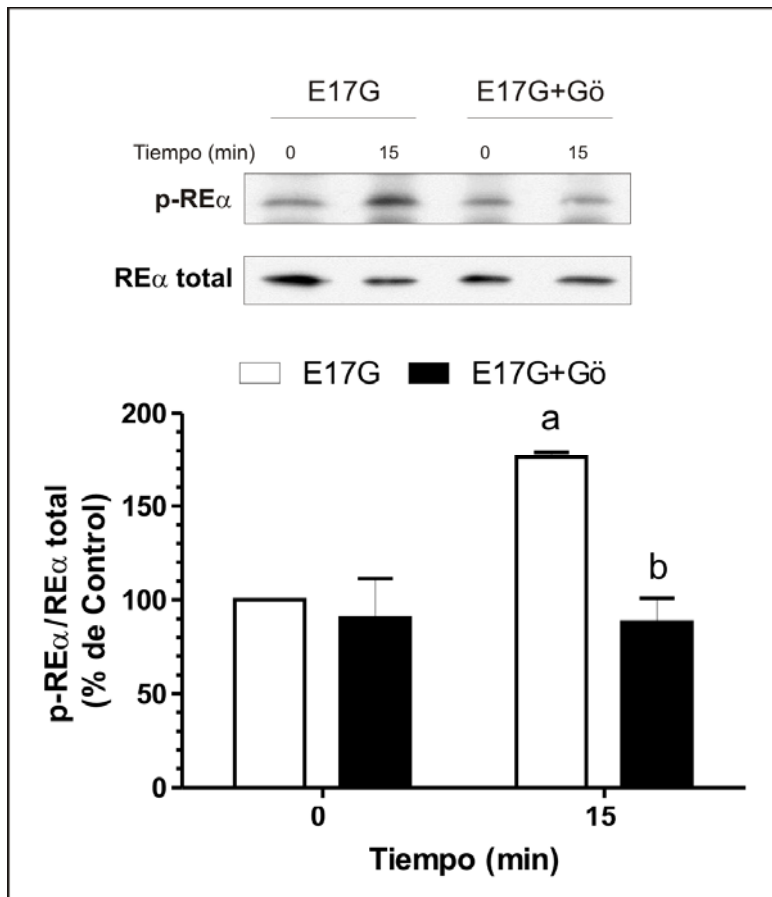 E17G E17G+Gö
Tiempo (min) 0 15 0 15
p-REα
REα total
E17G E17G+Gö
p-REα/REα total
(% de Control)
200
150
100
50
0
a
b
0 15
Tiempo (min)